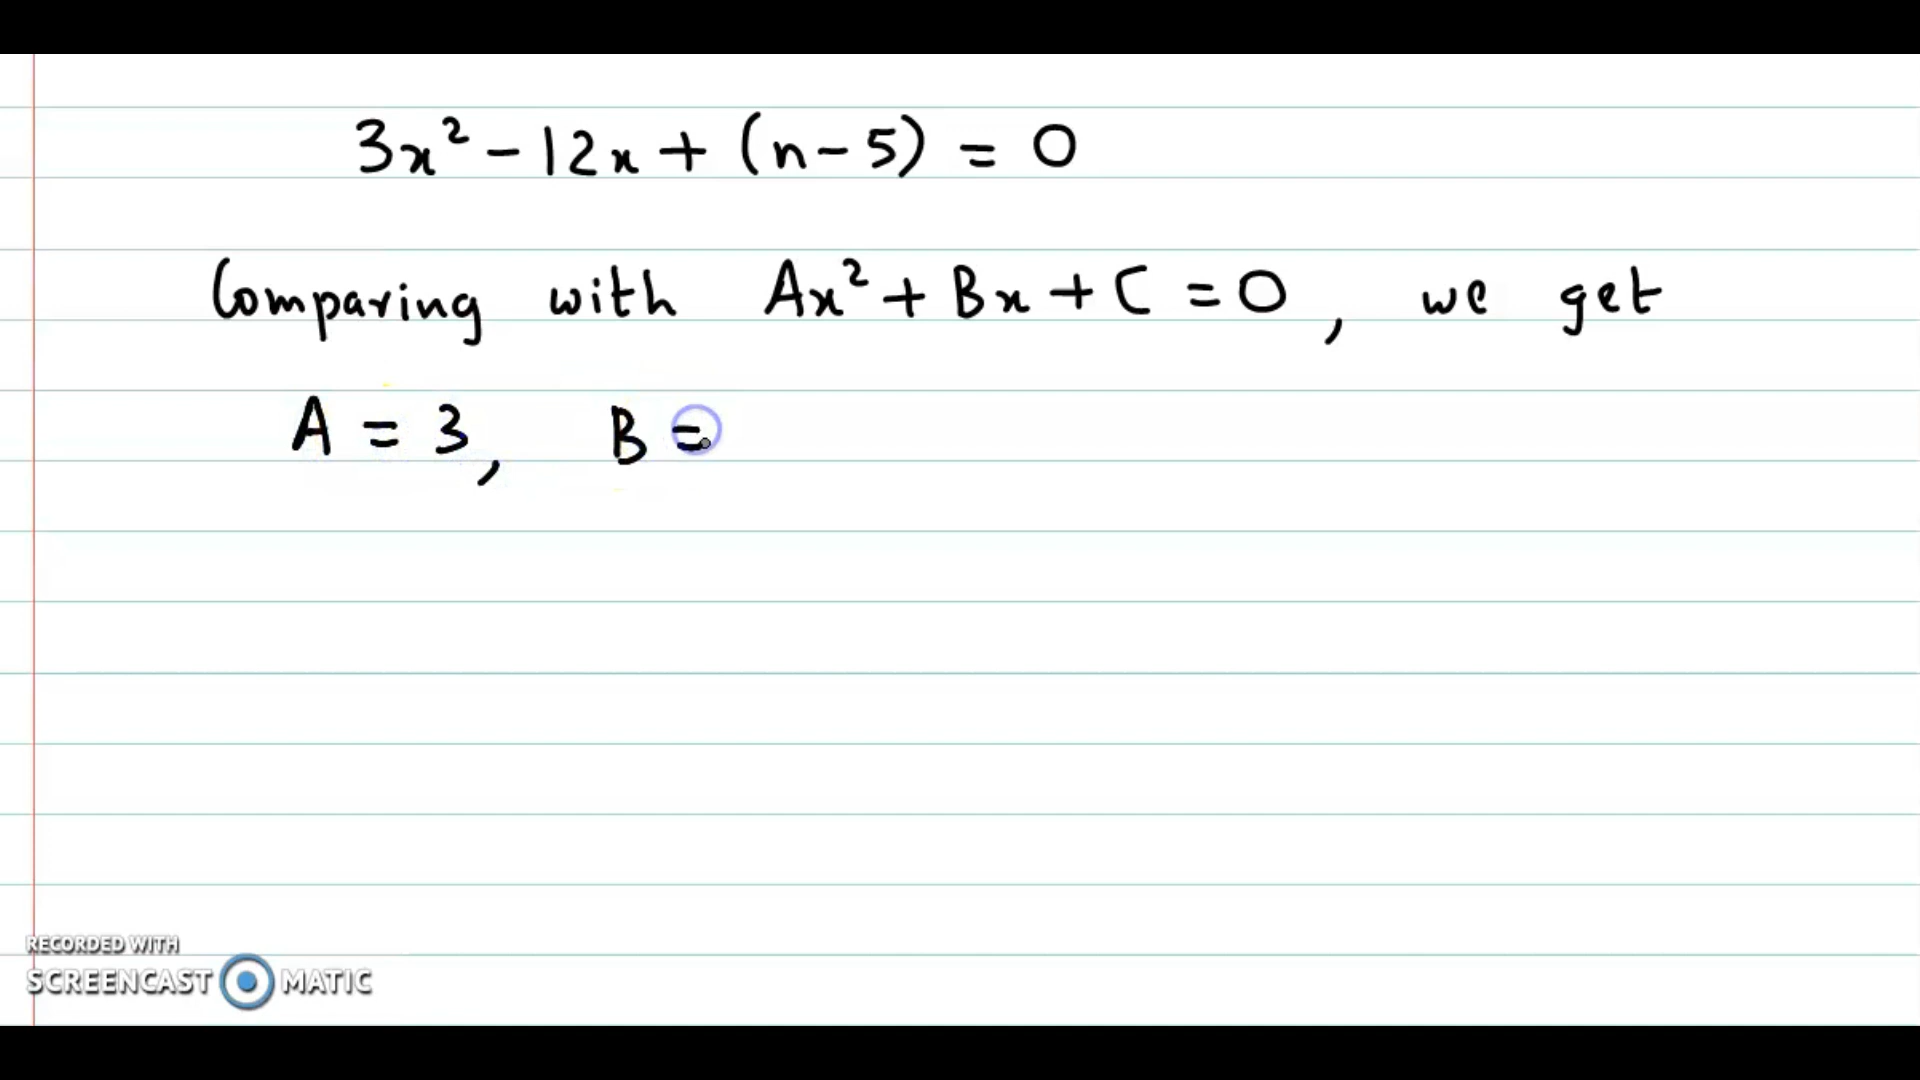 3x² - 12x + (n - 5) = 0
Comparing with Ax² + Bx + C = 0, we get
A = 3, B =
RECORDED WITH
SCREENCAST MATIC